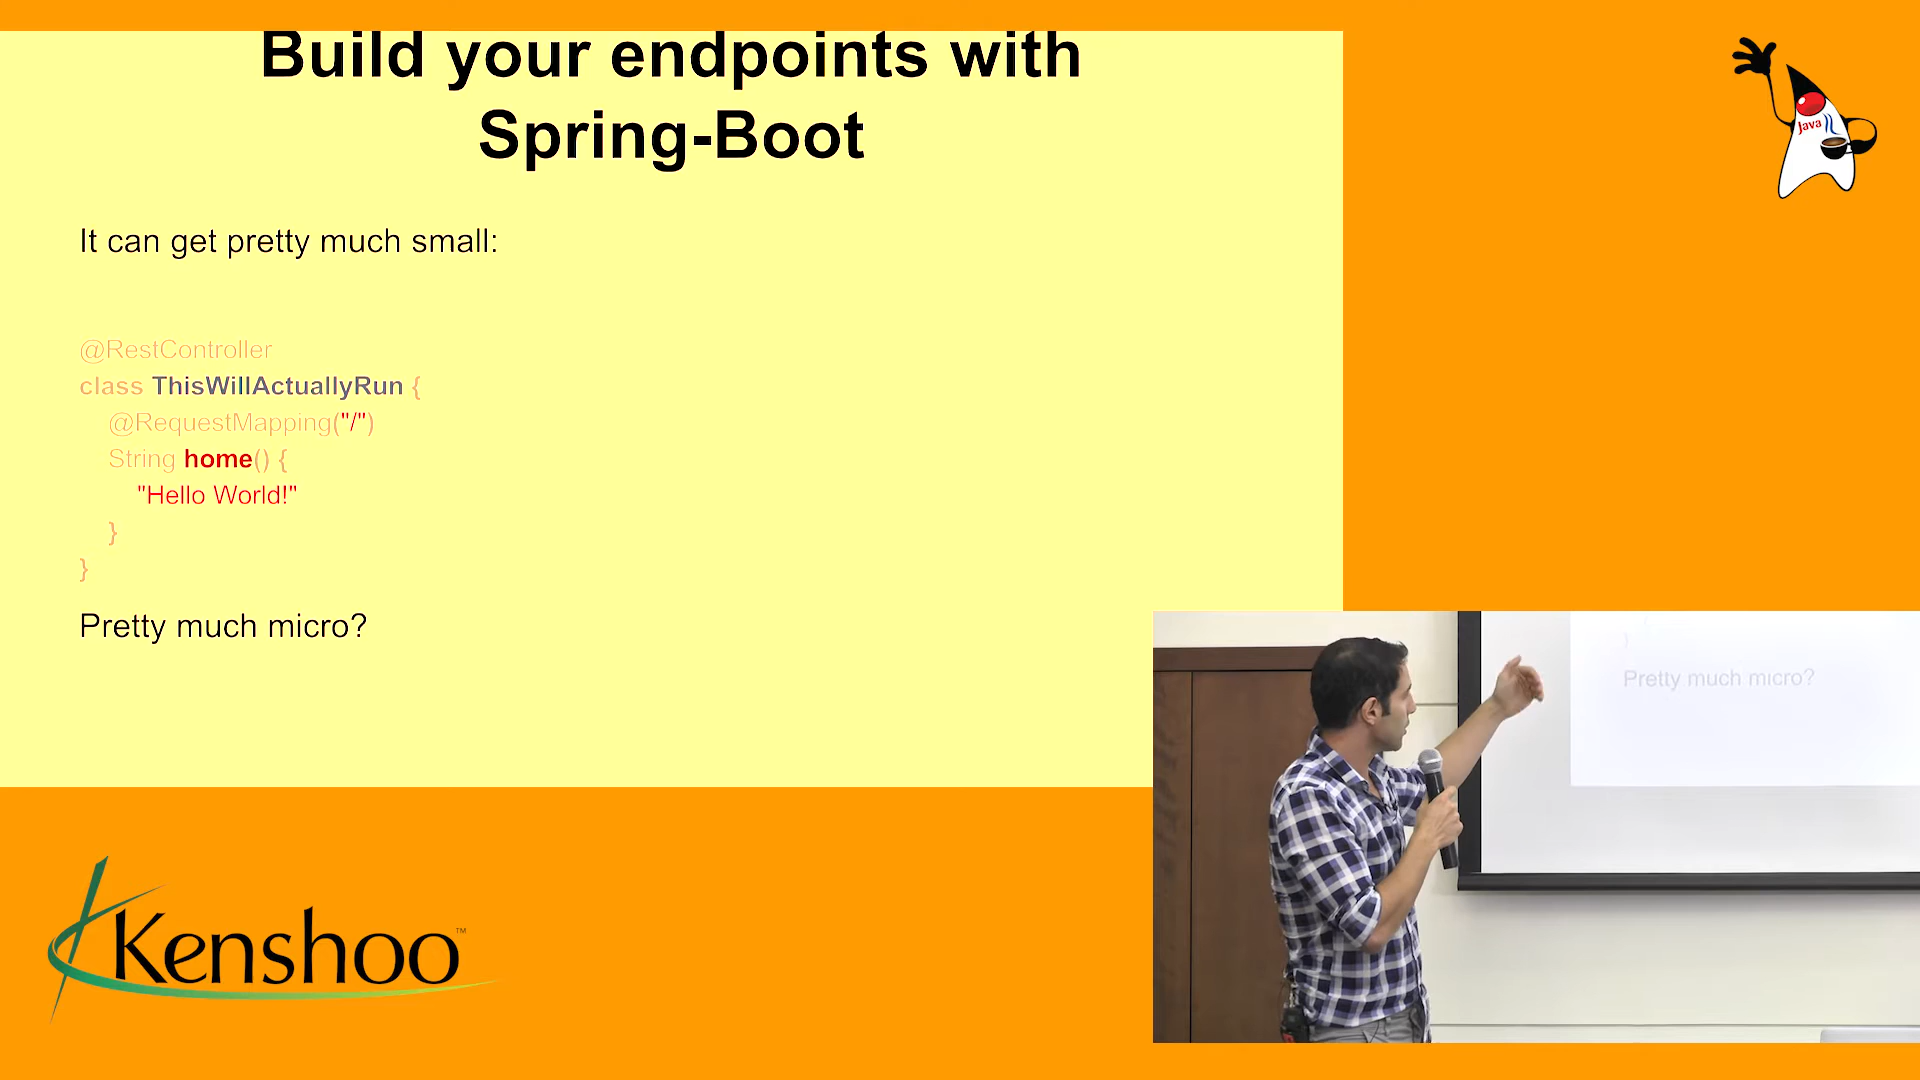 Build your endpoints with
Spring-Boot
It can get pretty much small:
@RestController
class ThisWillActuallyRun {
@RequestMapping("/")
String home() {
"Hello World!"
}
}
Pretty much micro?
Java
}
Pretty much micro?
Kenshoo™